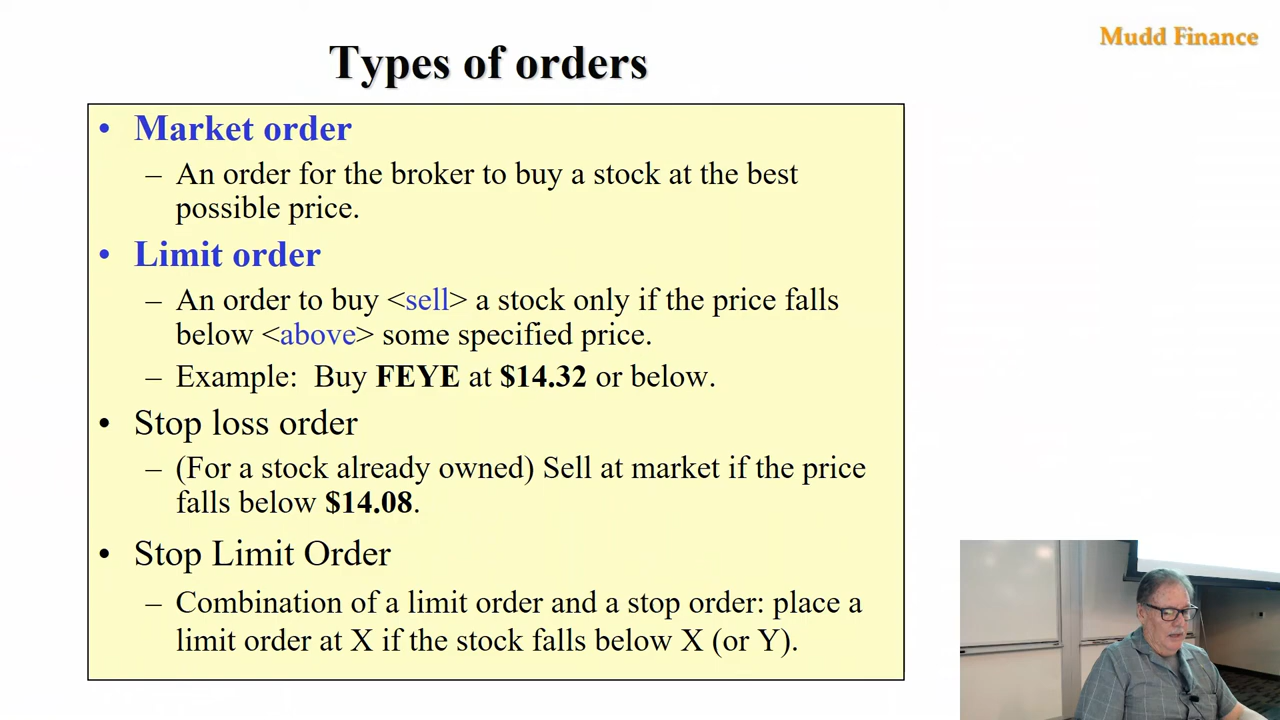 Mudd Finance
Types of orders
• Market order
– An order for the broker to buy a stock at the best
possible price.
• Limit order
– An order to buy <sell> a stock only if the price falls
below <above> some specified price.
– Example: Buy FEYE at $14.32 or below.
• Stop loss order
– (For a stock already owned) Sell at market if the price
falls below $14.08.
• Stop Limit Order
– Combination of a limit order and a stop order: place a
limit order at X if the stock falls below X (or Y).